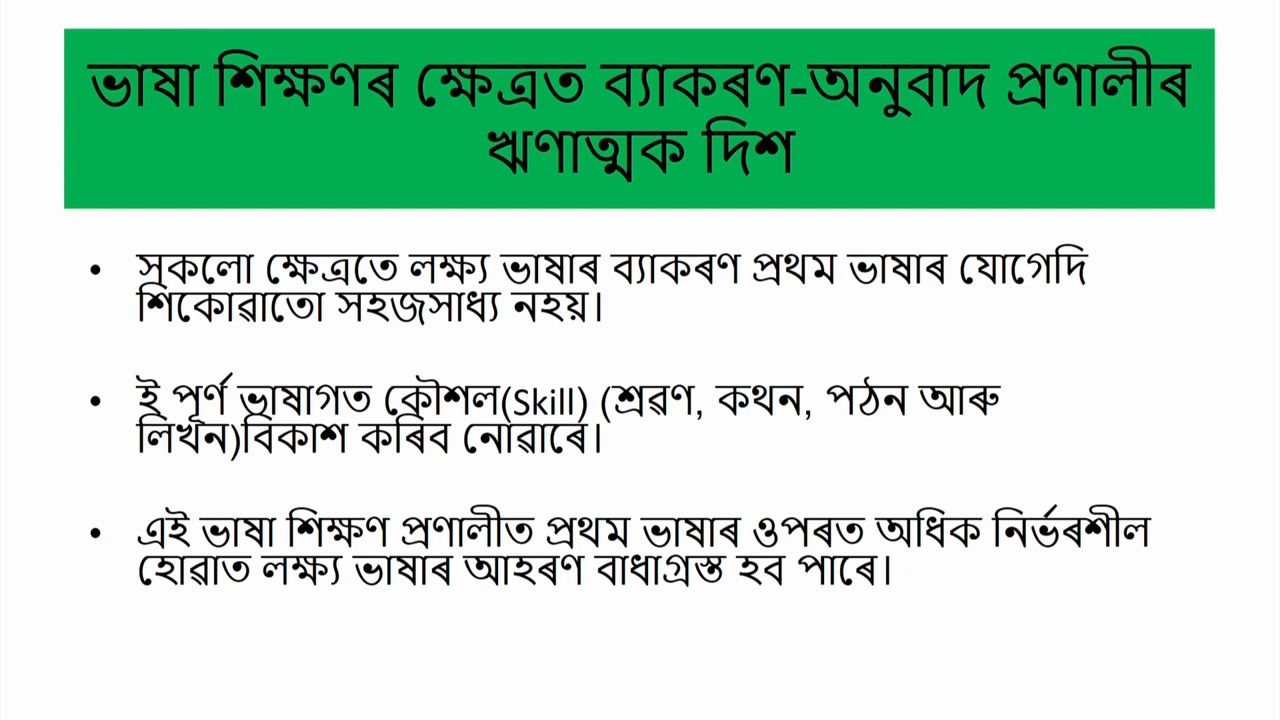 ভাষা শিক্ষণৰ ক্ষেত্ৰত ব্যাকৰণ-অনুবাদ প্ৰণালীৰ
ঋণাত্মক দিশ
• সকলো ক্ষেত্ৰতে লক্ষ্য ভাষাৰ ব্যাকৰণ প্ৰথম ভাষাৰ যোগেদি
শিকোৱাতো সহজসাধ্য নহয়।
• ই পূৰ্ণ ভাষাগত কৌশল(Skill) (শ্ৰৱণ, কথন, পঠন আৰু
লিখন)বিকাশ কৰিব নোৱাৰে।
• এই ভাষা শিক্ষণ প্ৰণালীত প্ৰথম ভাষাৰ ওপৰত অধিক নিৰ্ভৰশীল
হোৱাত লক্ষ্য ভাষাৰ আহৰণ বাধাগ্ৰস্ত হব পাৰে।